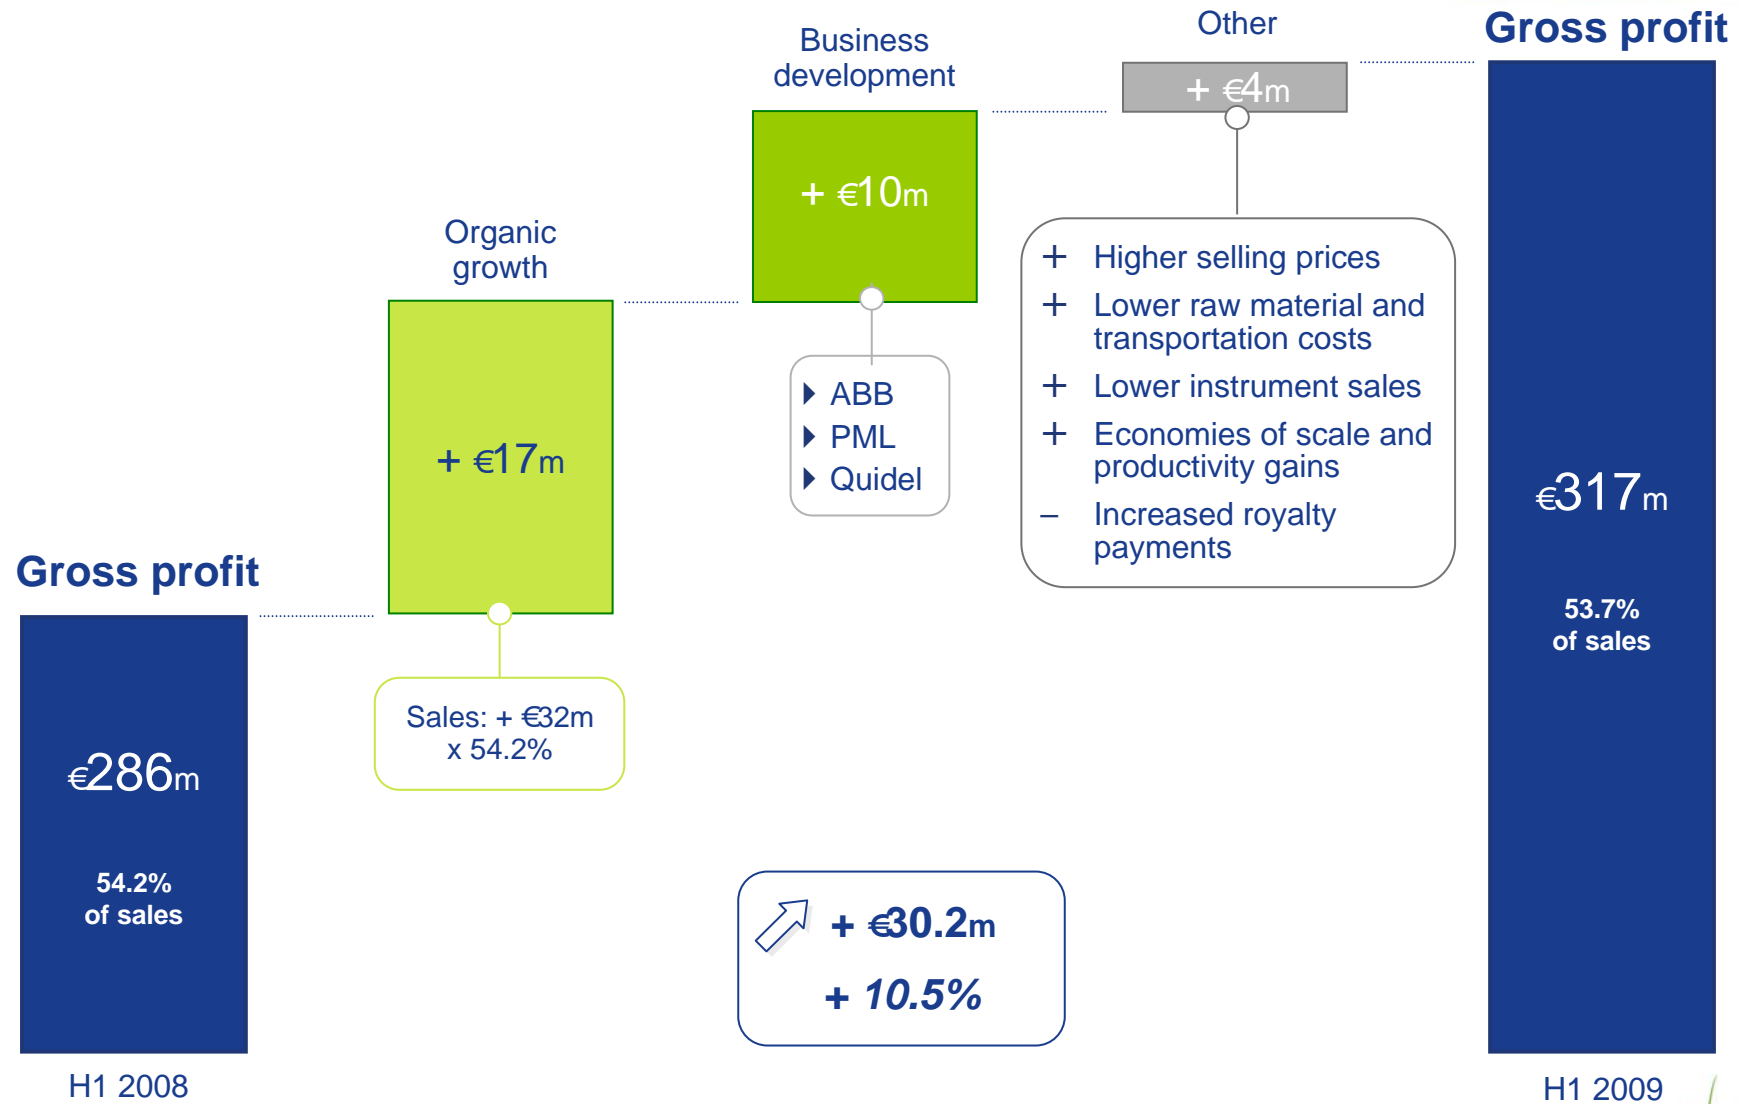 Gross profit
€286m
54.2%
of sales
H1 2008
Organic
growth
+ €17m
Sales: + €32m
x 54.2%
Business
development
+ €10m
ABB
PML
Quidel
Other
+ €4m
+ Higher selling prices
+ Lower raw material and
transportation costs
+ Lower instrument sales
+ Economies of scale and
productivity gains
– Increased royalty
payments
+ €30.2m
+ 10.5%
Gross profit
€317m
53.7%
of sales
H1 2009